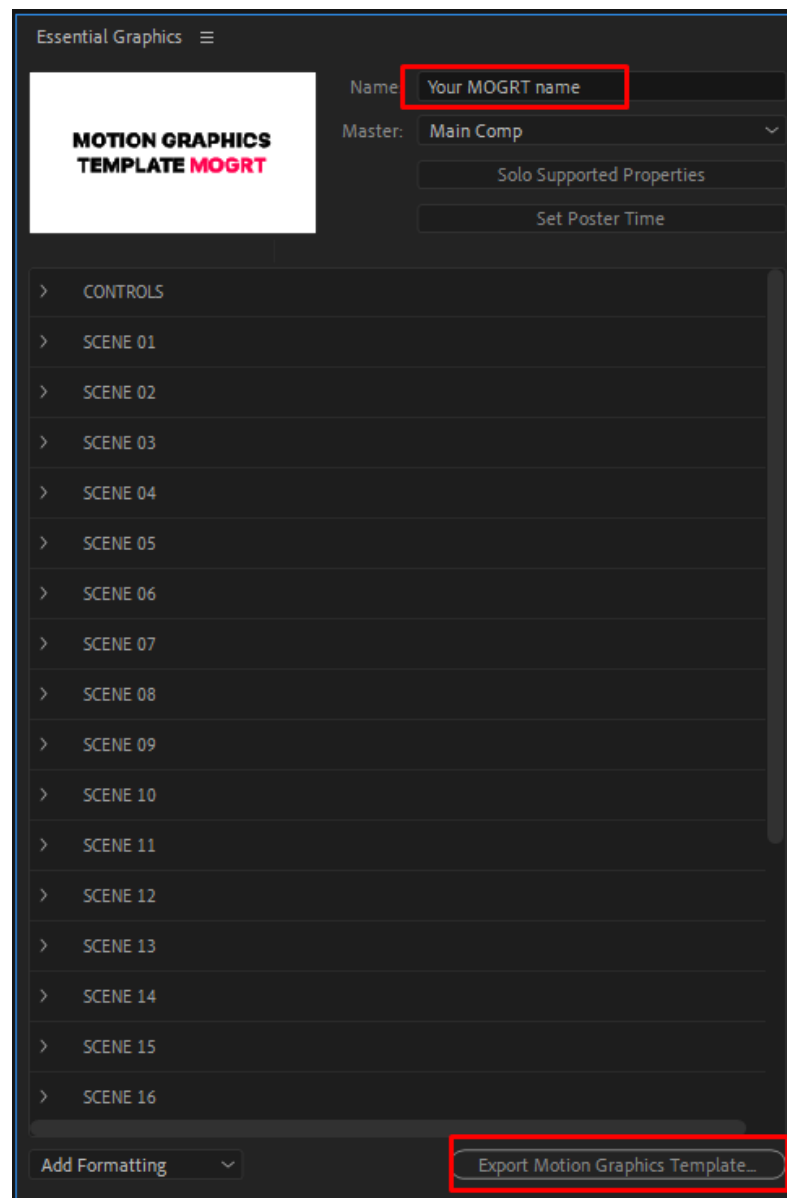 Essential Graphics
MOTION GRAPHICS
TEMPLATE MOGRT
Name
Your MOGRT name
Master:
Main Comp
Solo Supported Properties
Set Poster Time
CONTROLS
SCENE 01
SCENE 02
SCENE 03
SCENE 04
SCENE 05
SCENE 06
SCENE 07
SCENE 08
SCENE 09
SCENE 10
SCENE 11
SCENE 12
SCENE 13
SCENE 14
SCENE 15
SCENE 16
Add Formatting
Export Motion Graphics Template...